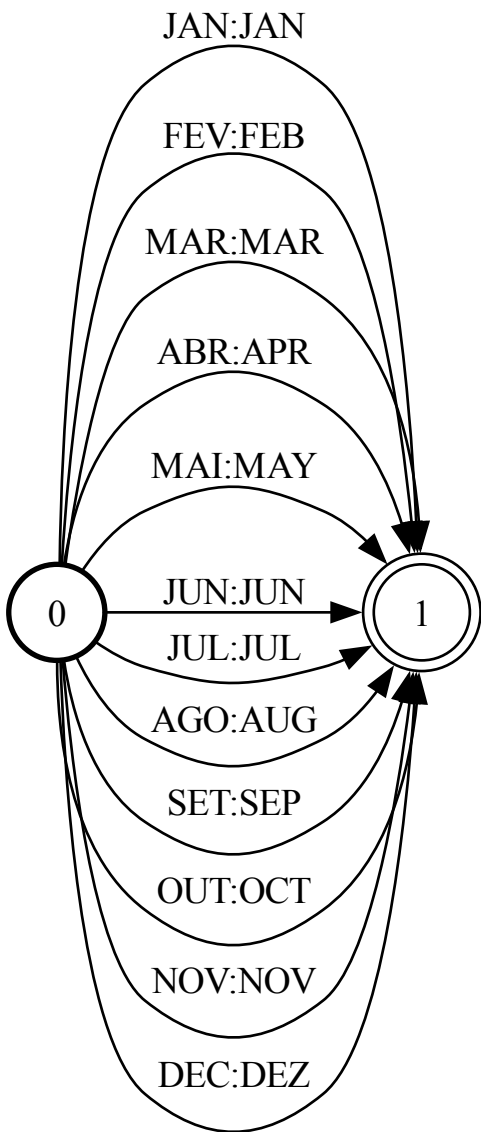 JAN:JAN
FEV:FEB
MAR:MAR
ABR:APR
MAI:MAY
0
JUN:JUN
1
JUL:JUL
AGO:AUG
SET:SEP
OUT:OCT
NOV:NOV
DEC:DEZ